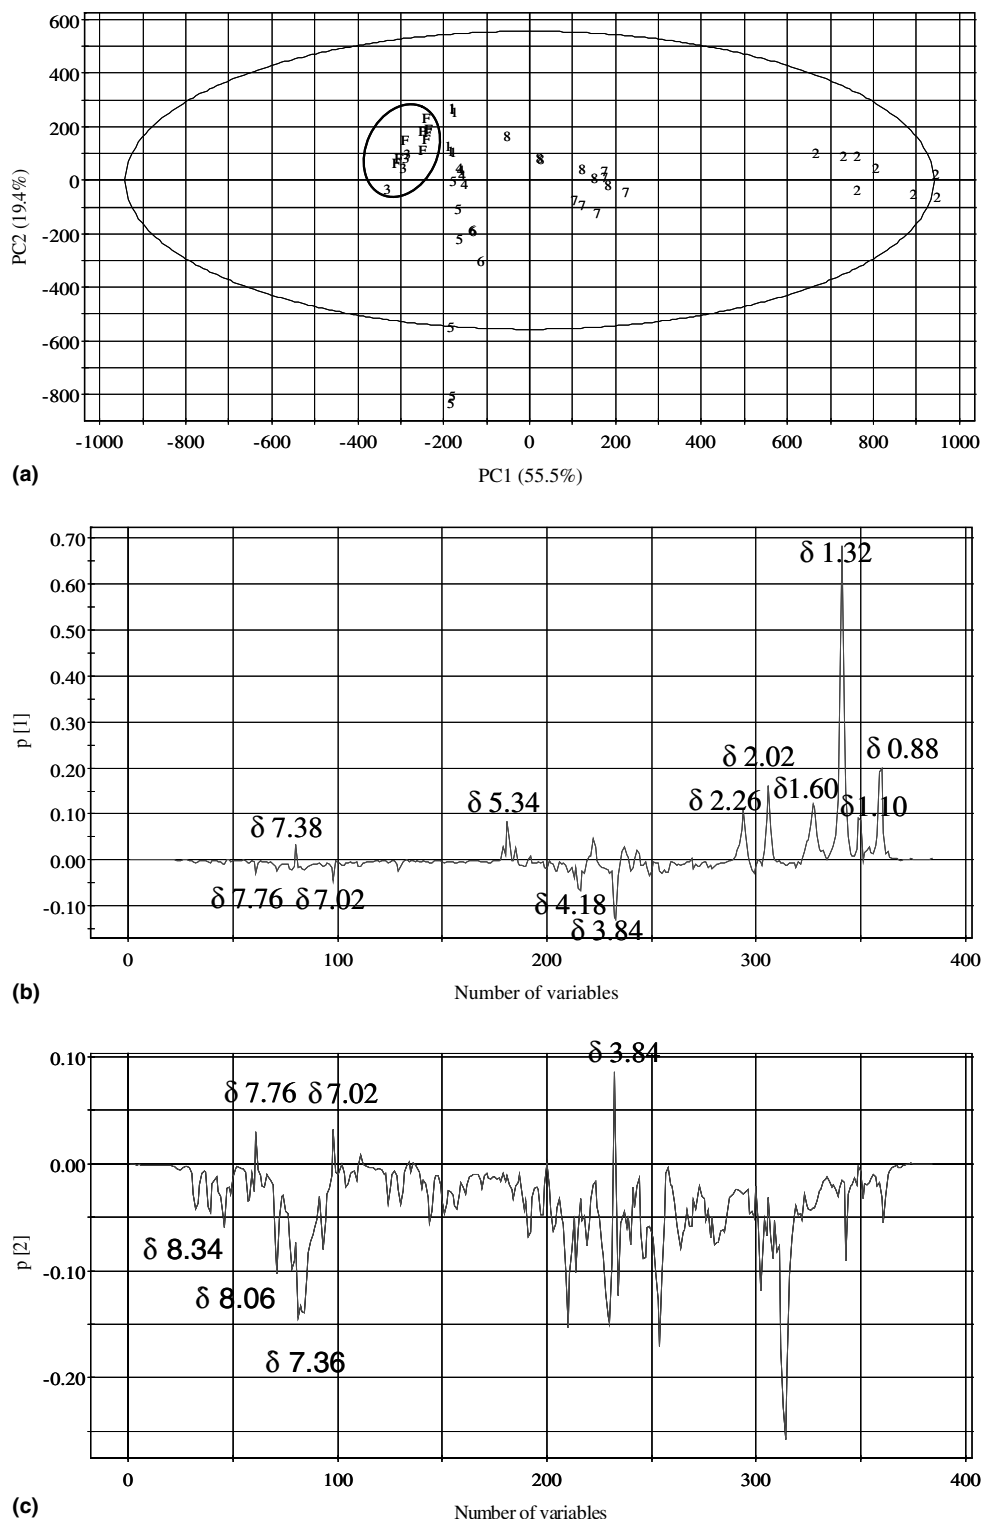 600
400
200
0
-200
-400
-600
-800
PC2 (19.4%)
-1000 -800 -600 -400 -200 0 200 400 600 800 1000
(a)
PC1 (55.5%)
0.70
0.60
0.50
0.40
0.30
0.20
0.10
0.00
-0.10
p [1]
δ 1.32
δ 0.88
δ 2.02
δ 2.26
δ1.60
δ1.10
δ 5.34
δ 7.38
δ 7.76 δ 7.02
δ 4.18
δ 3.84
0 100 200 300 400
(b)
Number of variables
0.10
0.00
-0.10
-0.20
p [2]
δ 3.84
δ 7.76 δ 7.02
δ 8.34
δ 8.06
δ 7.36
0 100 200 300 400
(c)
Number of variables